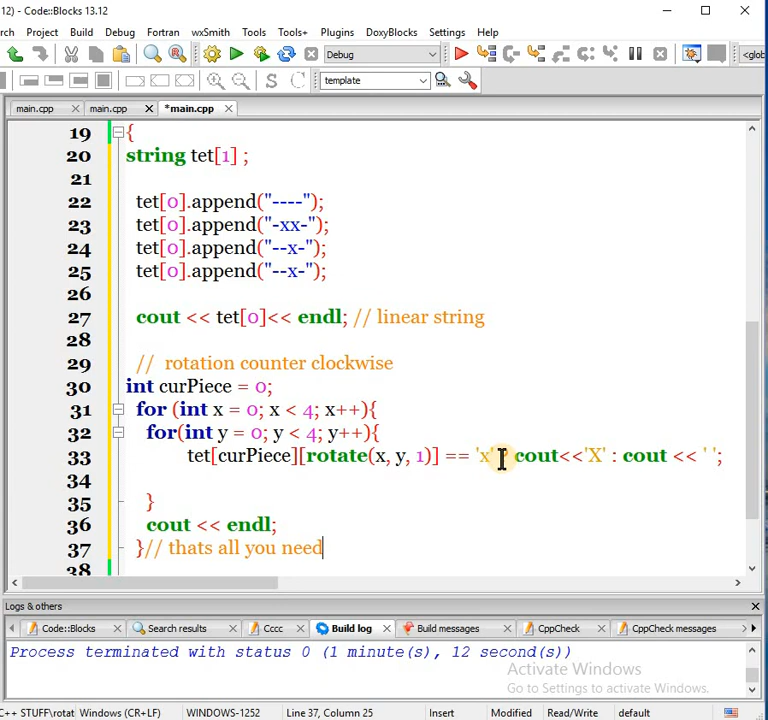 12) - Code::Blocks 13.12
rch Project Build Debug Fortran wxSmith Tools Tools+ Plugins DoxyBlocks Settings Help
Debug
<glob
template
main.cpp main.cpp *main.cpp
19 {
20 string tet[1] ;
21
22 tet[0].append("----");
23 tet[0].append("-xx-");
24 tet[0].append("--x-");
25 tet[0].append("--x-");
26
27 cout << tet[0]<< endl; // linear string
28
29 // rotation counter clockwise
30 int curPiece = 0;
31 for (int x = 0; x < 4; x++){
32 for(int y = 0; y < 4; y++){
33 tet[curPiece][rotate(x, y, 1)] == 'x' ? cout<<'X' : cout << ' ';
34
35 }
36 cout << endl;
37 }// thats all you need
38
Logs & others
Code::Blocks Search results Cccc Build log Build messages CppCheck CppCheck messages
Process terminated with status 0 (1 minute(s), 12 second(s))
Activate Windows
Go to Settings to activate Windows.
C++ STUFF\rotat Windows (CR+LF) WINDOWS-1252 Line 37, Column 25 Insert Modified Read/Write default